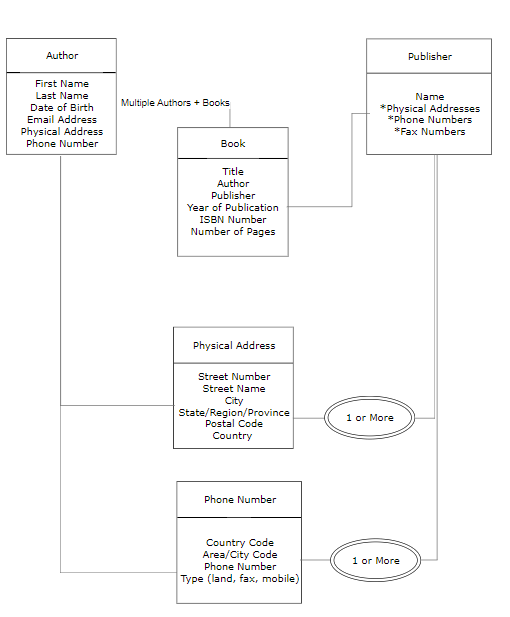 Author
First Name
Last Name
Date of Birth
Email Address
Physical Address
Phone Number
Multiple Authors + Books
Book
Title
Author
Publisher
Year of Publication
ISBN Number
Number of Pages
Publisher
Name
*Physical Addresses
*Phone Numbers
*Fax Numbers
Physical Address
Street Number
Street Name
City
State/Region/Province
Postal Code
Country
1 or More
Phone Number
Country Code
Area/City Code
Phone Number
Type (land, fax, mobile)
1 or More